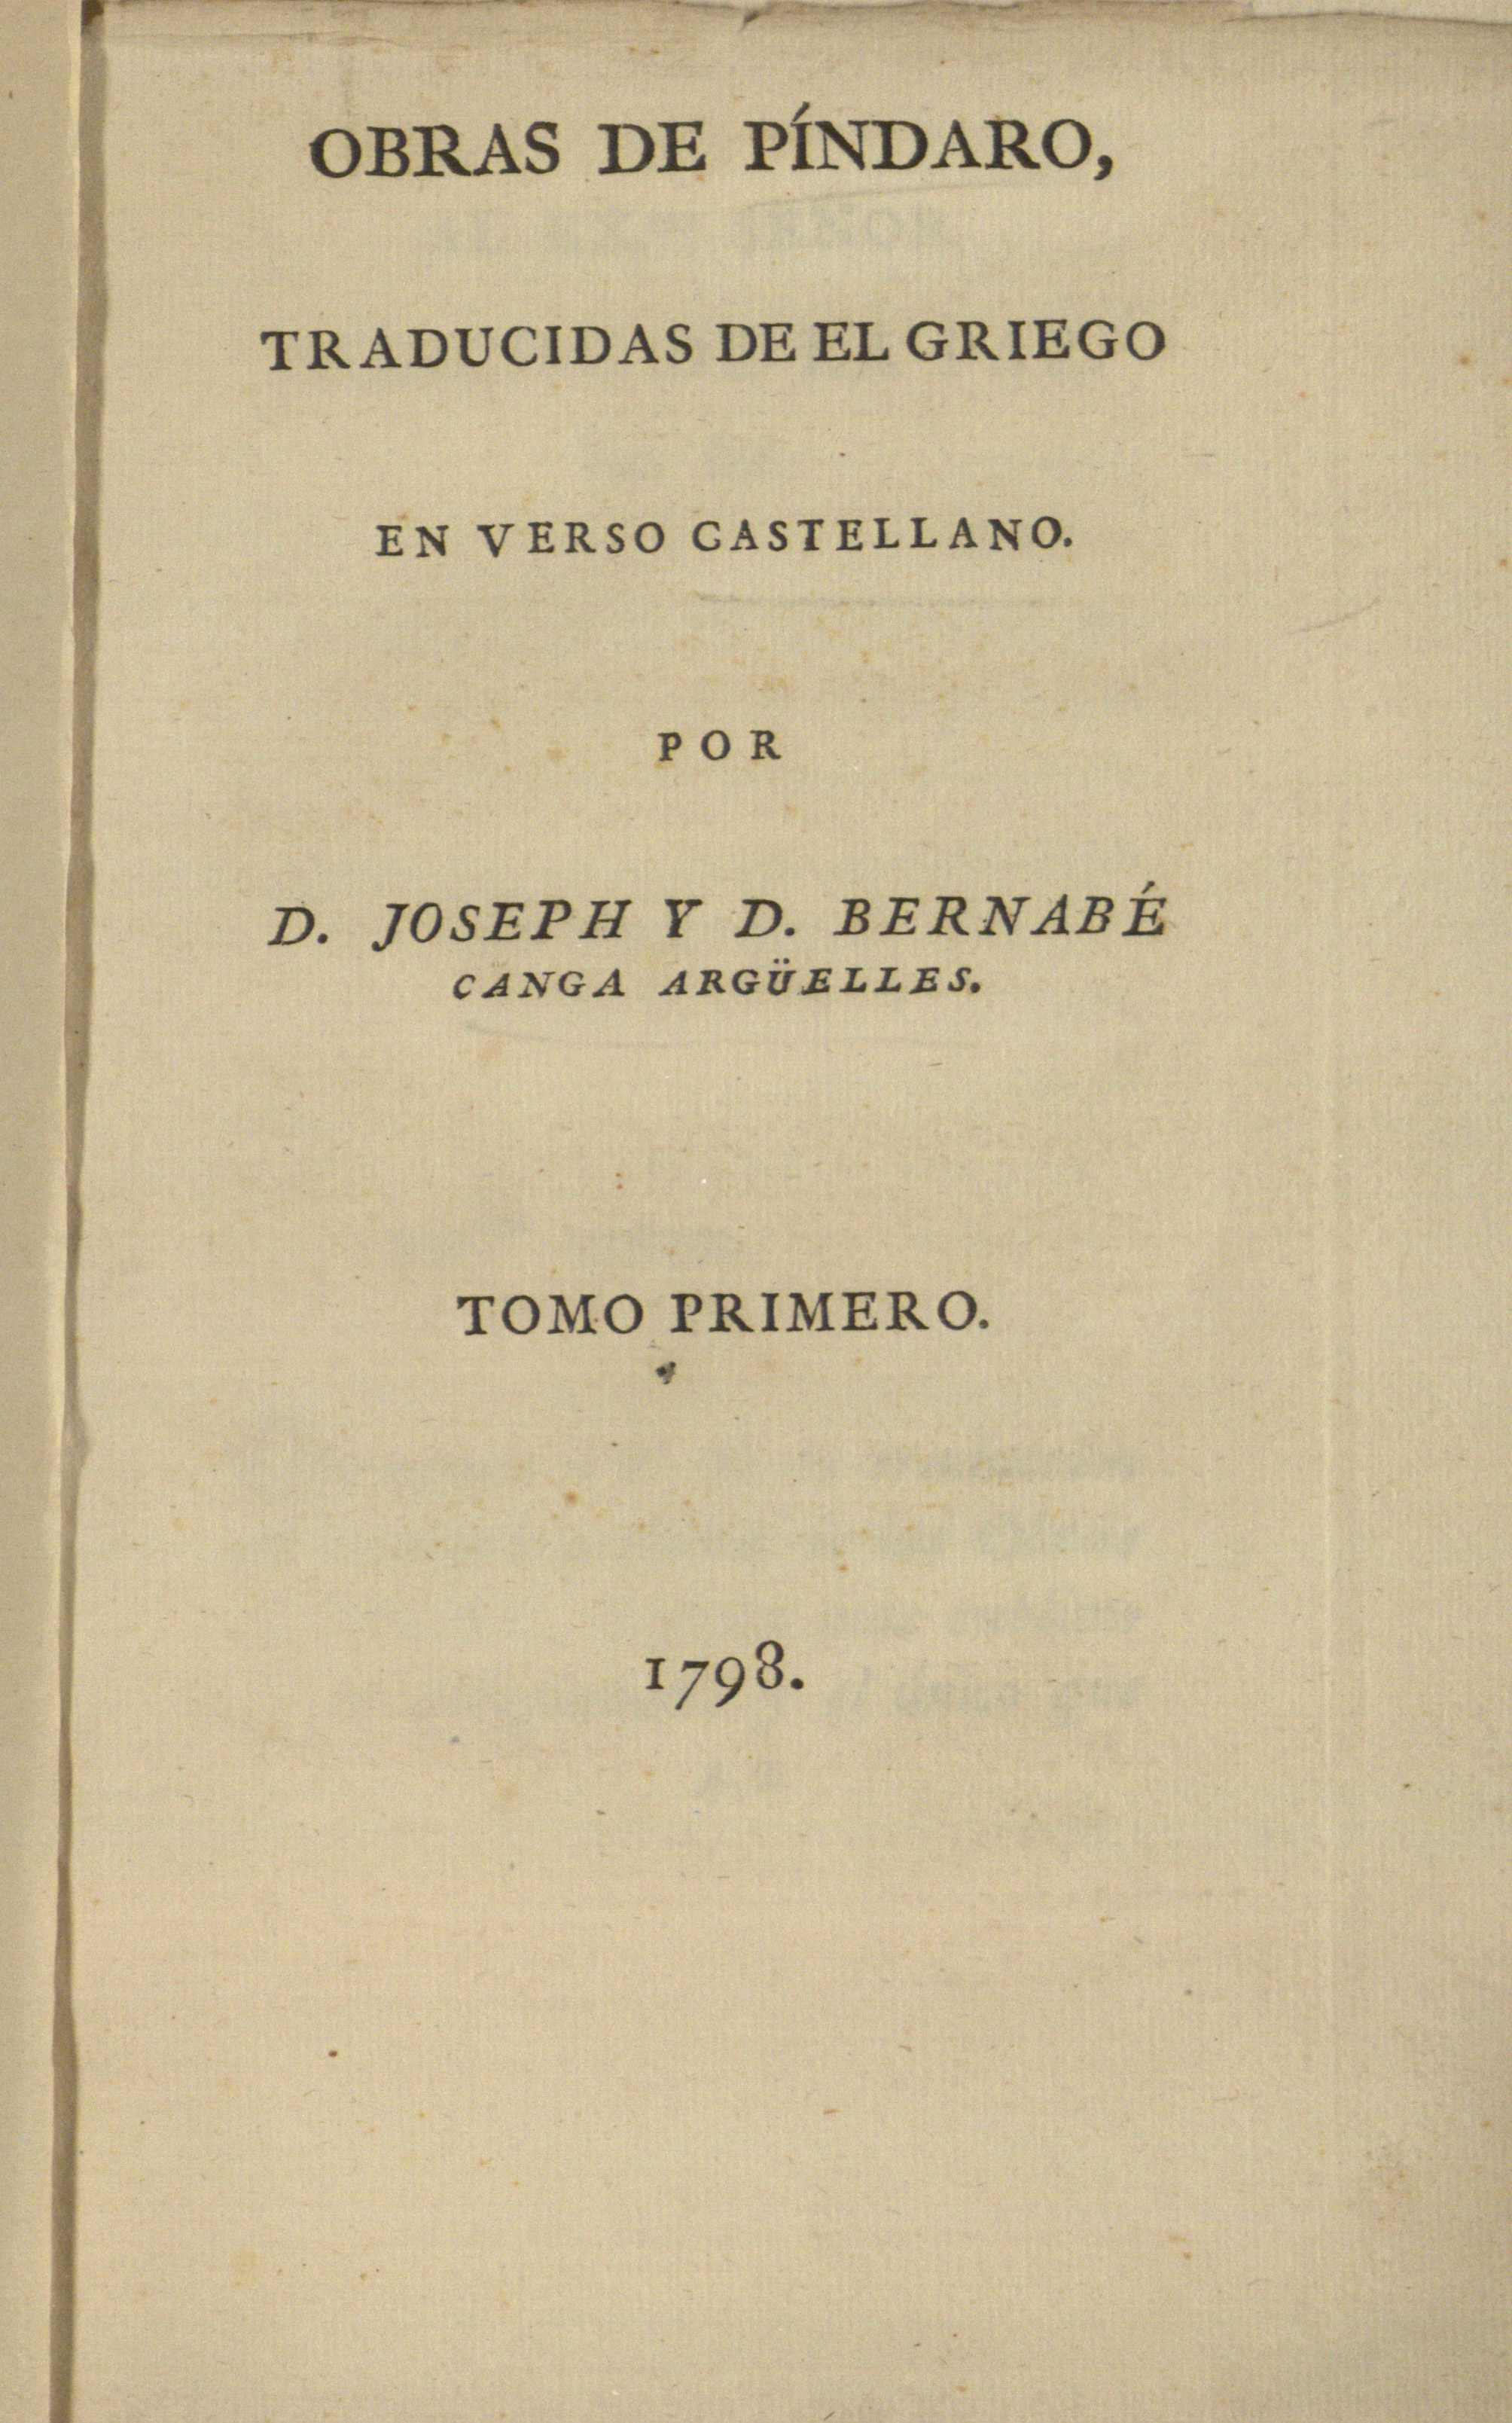 OBRAS DE PÍNDARO,
TRADUCIDAS DE EL GRIEGO
EN VERSO CASTELLANO.
POR
D. JOSEPH Y D. BERNABÉ
CANGA ARGÜELLES.
TOMO PRIMERO.
1798.